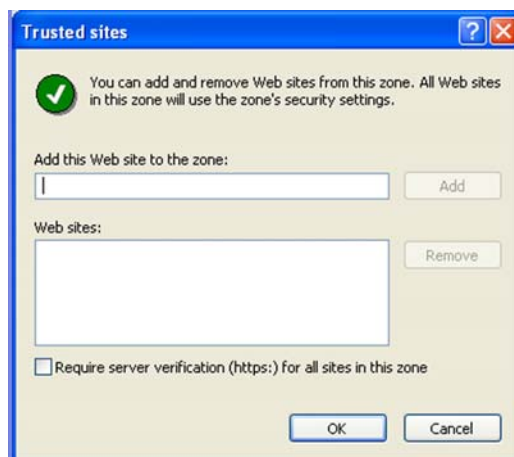 Trusted sites
You can add and remove Web sites from this zone. All Web sites
in this zone will use the zone's security settings.
Add this Web site to the zone:
Add
Web sites:
Remove
Require server verification (https:) for all sites in this zone
OK
Cancel